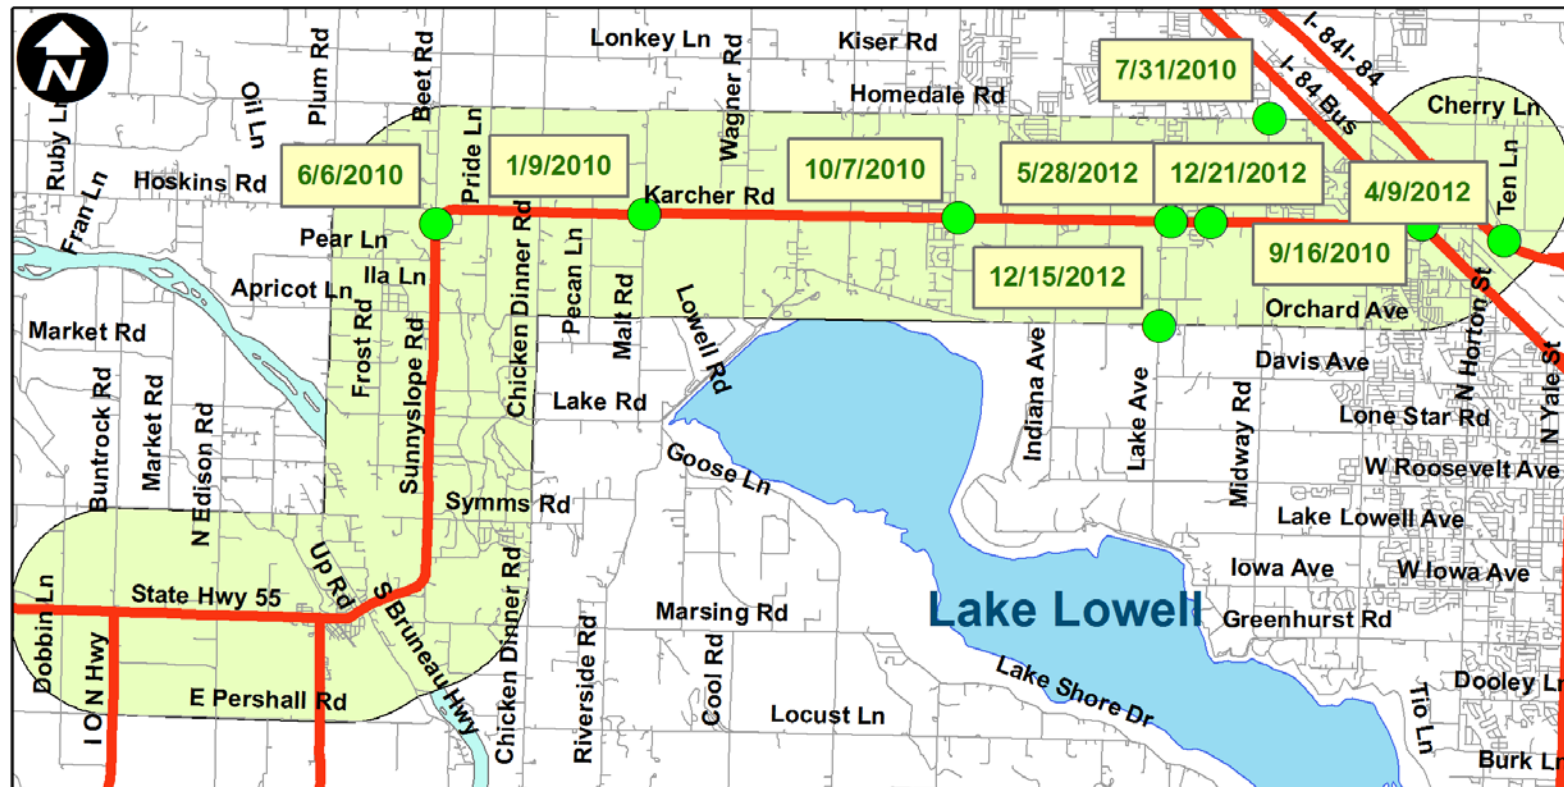 N
Ruby Ln
Fran Ln
Oil Ln
Plum Rd
Beet Rd
Lonkey Ln
Wagner Rd
Kiser Rd
Homedale Rd
7/31/2010
I- 84I- 84
I- 84 Bus
Cherry Ln
Ten Ln
Hoskins Rd
6/6/2010
Pride Ln
1/9/2010
Karcher Rd
10/7/2010
5/28/2012
12/21/2012
4/9/2012
Pear Ln
Ila Ln
Apricot Ln
Frost Rd
Sunnyslope Rd
Chicken Dinner Rd
Pecan Ln
Malt Rd
Lowell Rd
12/15/2012
9/16/2010
Orchard Ave
N Horton St
N Yale St
Market Rd
Buntrock Rd
Market Rd
N Edison Rd
Lake Rd
Goose Ln
Indiana Ave
Lake Ave
Midway Rd
Davis Ave
Lone Star Rd
W Roosevelt Ave
Symms Rd
Lake Lowell Ave
Iowa Ave
W Iowa Ave
Up Rd
State Hwy 55
S Bruneau Hwy
Chicken Dinner Rd
Marsing Rd
Lake Lowell
Greenhurst Rd
Dobbin Ln
I O N Hwy
E Pershall Rd
Riverside Rd
Cool Rd
Locust Ln
Lake Shore Dr
Tio Ln
Dooley Ln
Burk Ln